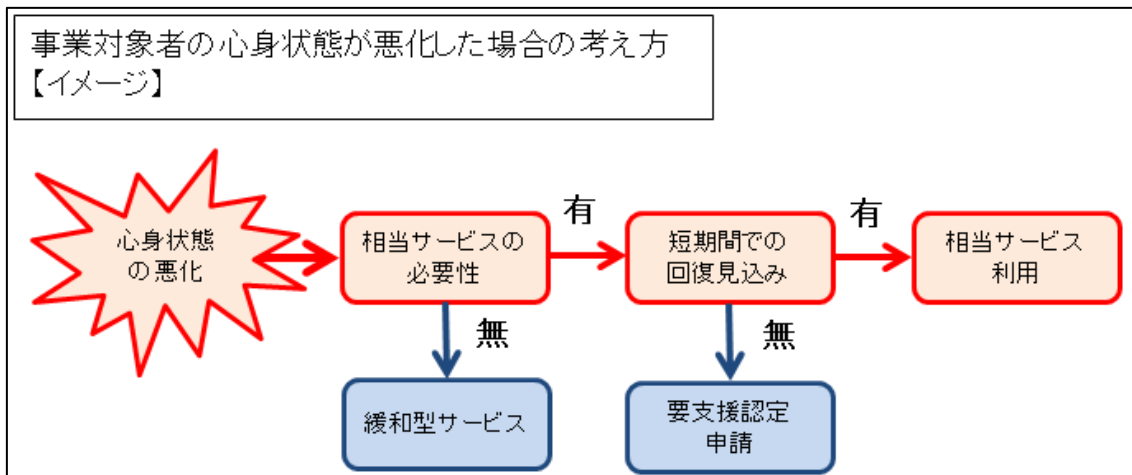 事業対象者の心身状態が悪化した場合の考え方
【イメージ】
心身状態
の悪化
相当サービスの
必要性
有
短期間での
回復見込み
有
相当サービス
利用
無
無
緩和型サービス
要支援認定
申請